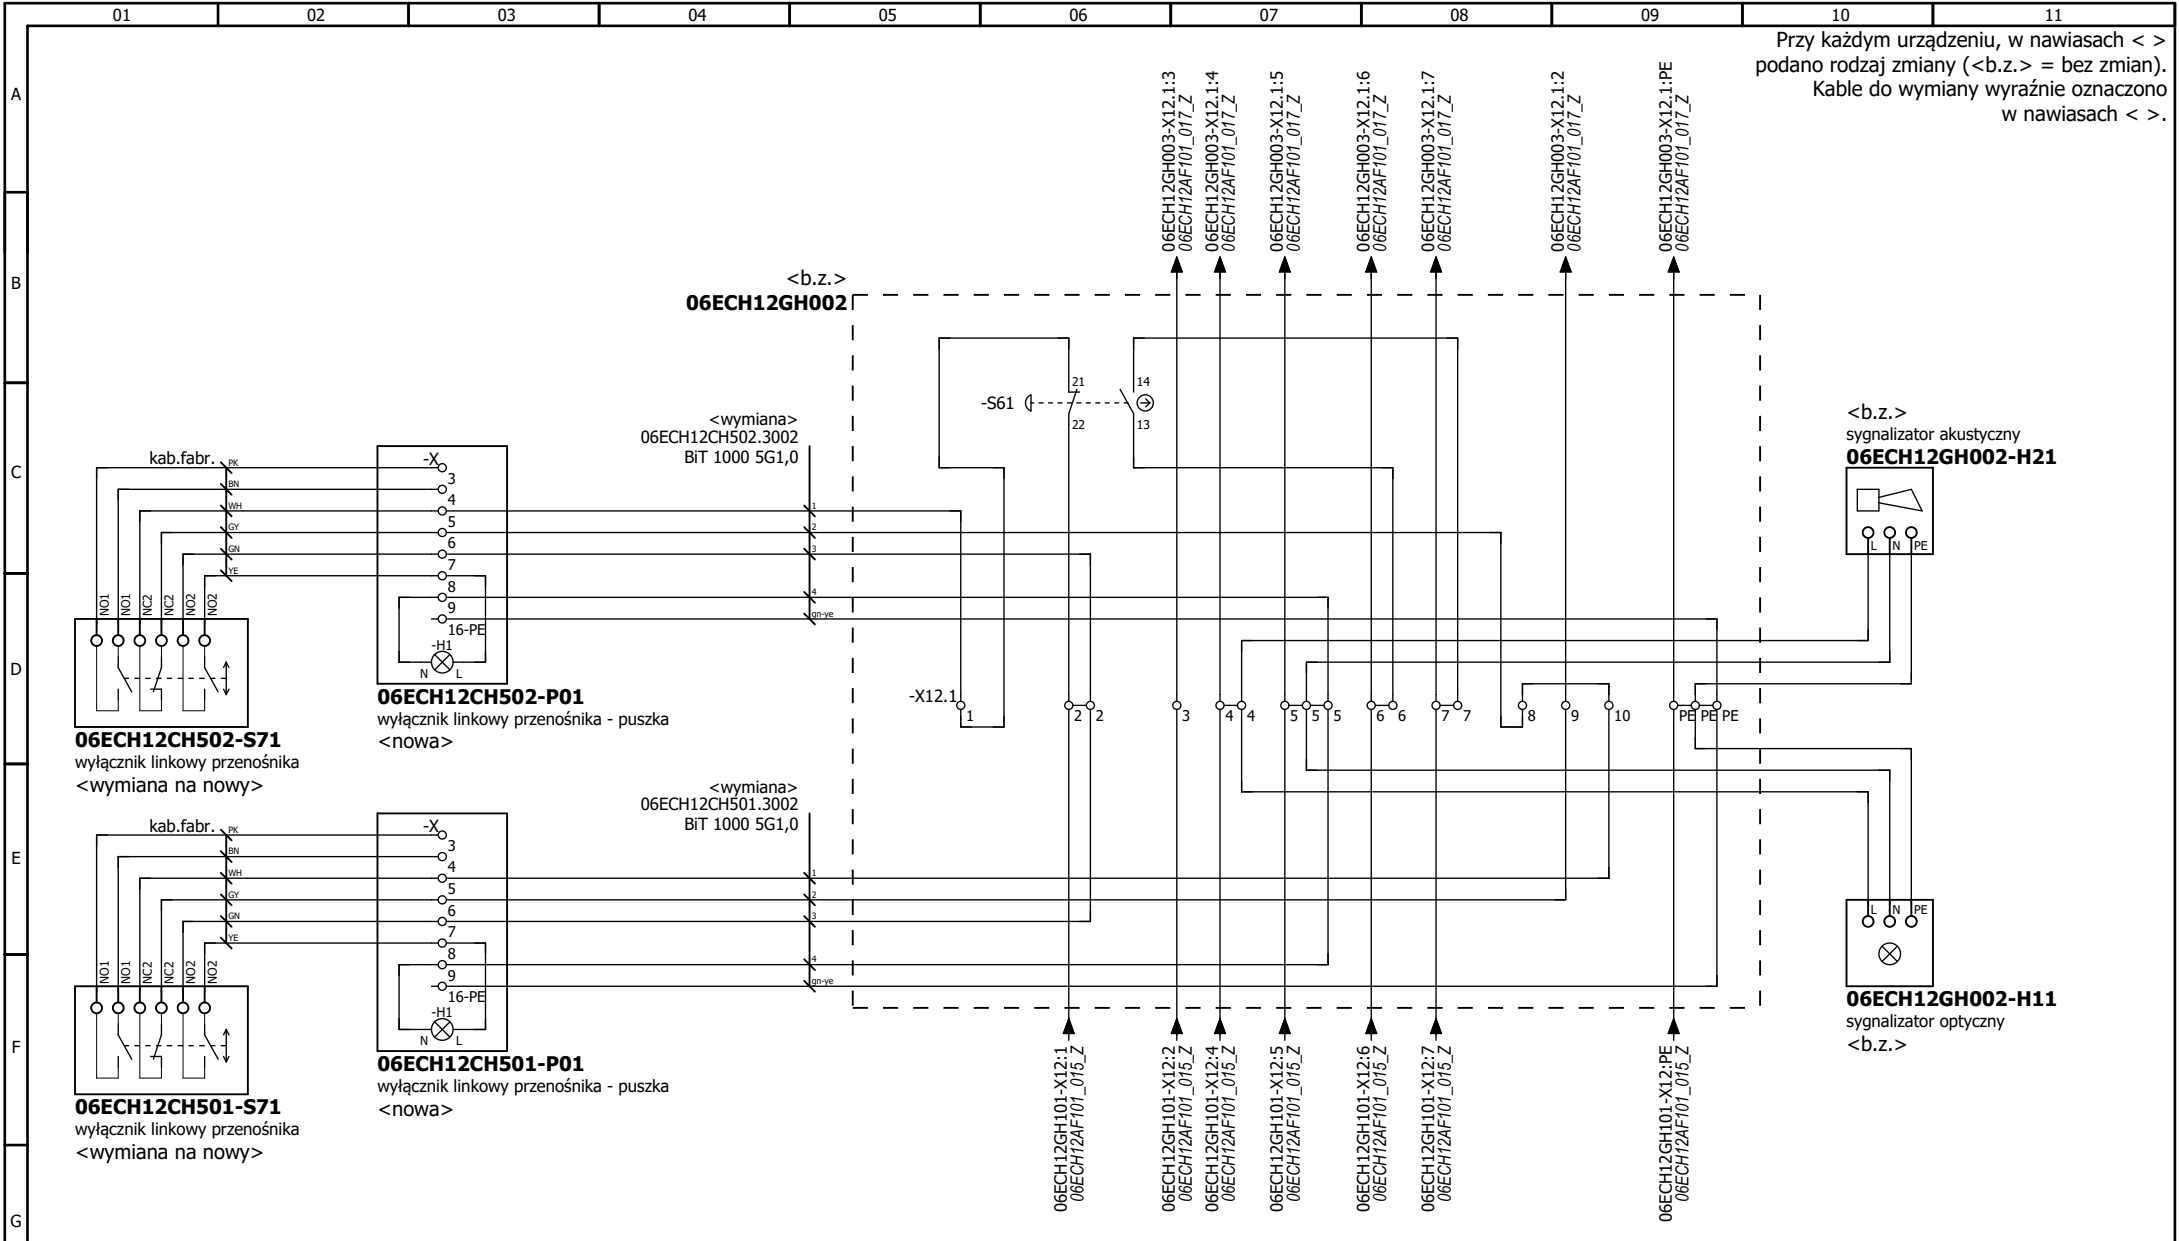 01 02 03 04 05 06 07 08 09 10 11
A
B
C
D
E
F
G
Przy każdym urządzeniu, w nawiasach < >
podano rodzaj zmiany (<b.z.> = bez zmian).
Kable do wymiany wyraźnie oznaczono
w nawiasach < >.
06ECH12GH003-X12.1:3
06ECH12AF101_017_Z
06ECH12GH003-X12.1:4
06ECH12AF101_017_Z
06ECH12GH003-X12.1:5
06ECH12AF101_017_Z
06ECH12GH003-X12.1:6
06ECH12AF101_017_Z
06ECH12GH003-X12.1:7
06ECH12AF101_017_Z
06ECH12GH003-X12.1:2
06ECH12AF101_017_Z
06ECH12GH003-X12.1:PE
06ECH12AF101_017_Z
<b.z.>
06ECH12GH002
21
14
-S61
22
13
<wymiana>
06ECH12CH502.3002
BiT 1000 5G1,0
1
2
3
4
gn-ye
<b.z.>
sygnalizator akustyczny
06ECH12GH002-H21
L N PE
kab.fabr.
PK
BN
WH
GY
GN
YE
NO1 NO1 NC2 NC2 NO2 NO2
06ECH12CH502-S71
wyłącznik linkowy przenośnika
<wymiana na nowy>
-X
3
4
5
6
7
8
9
16-PE
-H1
N L
06ECH12CH502-P01
wyłącznik linkowy przenośnika - puszka
<nowa>
-X12.1
1 2 2 3 4 4 5 5 5 6 6 7 7 8 9 10 PE PE PE
<wymiana>
06ECH12CH501.3002
BiT 1000 5G1,0
1
2
3
4
gn-ye
kab.fabr.
PK
BN
WH
GY
GN
YE
NO1 NO1 NC2 NC2 NO2 NO2
06ECH12CH501-S71
wyłącznik linkowy przenośnika
<wymiana na nowy>
-X
3
4
5
6
7
8
9
16-PE
-H1
N L
06ECH12CH501-P01
wyłącznik linkowy przenośnika - puszka
<nowa>
L N PE
06ECH12GH002-H11
sygnalizator optyczny
<b.z.>
06ECH12GH101-X12:1
06ECH12AF101_015_Z
06ECH12GH101-X12:2
06ECH12AF101_015_Z
06ECH12GH101-X12:4
06ECH12AF101_015_Z
06ECH12GH101-X12:5
06ECH12AF101_015_Z
06ECH12GH101-X12:6
06ECH12AF101_015_Z
06ECH12GH101-X12:7
06ECH12AF101_015_Z
06ECH12GH101-X12:PE
06ECH12AF101_015_Z